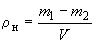 ρн = (m1 − m2) / V